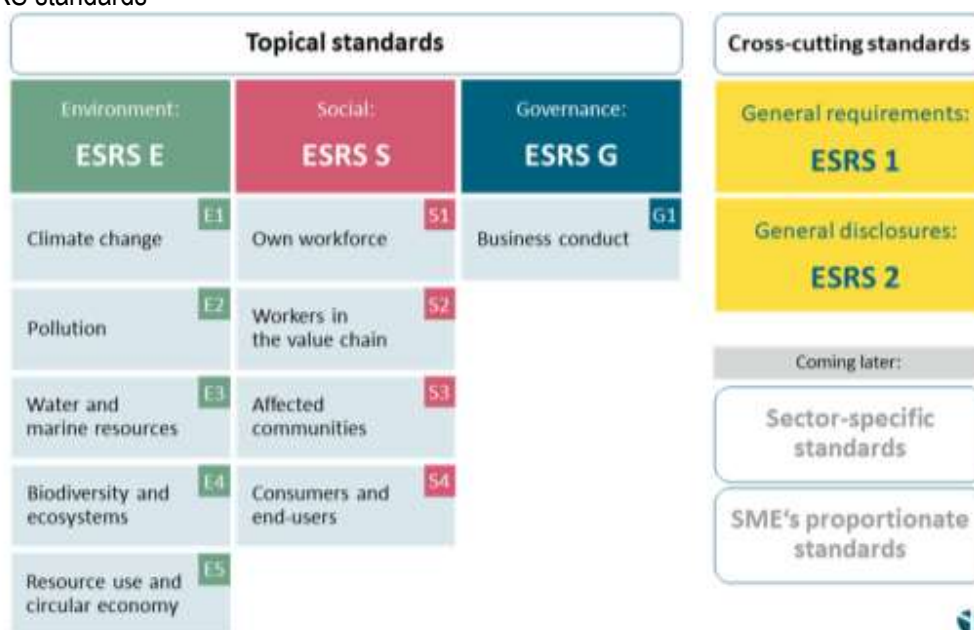 RS standards
Topical standards
Cross-cutting standards
Environment:
ESRS E
Social:
ESRS S
Governance:
ESRS G
General requirements:
ESRS 1
E1
Climate change
S1
Own workforce
G1
Business conduct
General disclosures:
ESRS 2
E2
Pollution
S2
Workers in
the value chain
Coming later:
E3
Water and
marine resources
S3
Affected
communities
Sector-specific
standards
E4
Biodiversity and
ecosystems
S4
Consumers and
end-users
SME's proportionate
standards
E5
Resource use and
circular economy